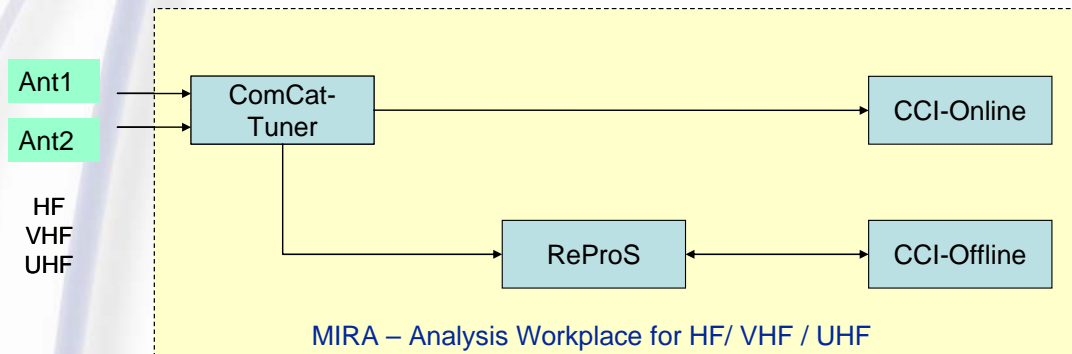 Ant1
Ant2
HF
VHF
UHF
ComCat-
Tuner
CCI-Online
ReProS
CCI-Offline
MIRA – Analysis Workplace for HF/ VHF / UHF